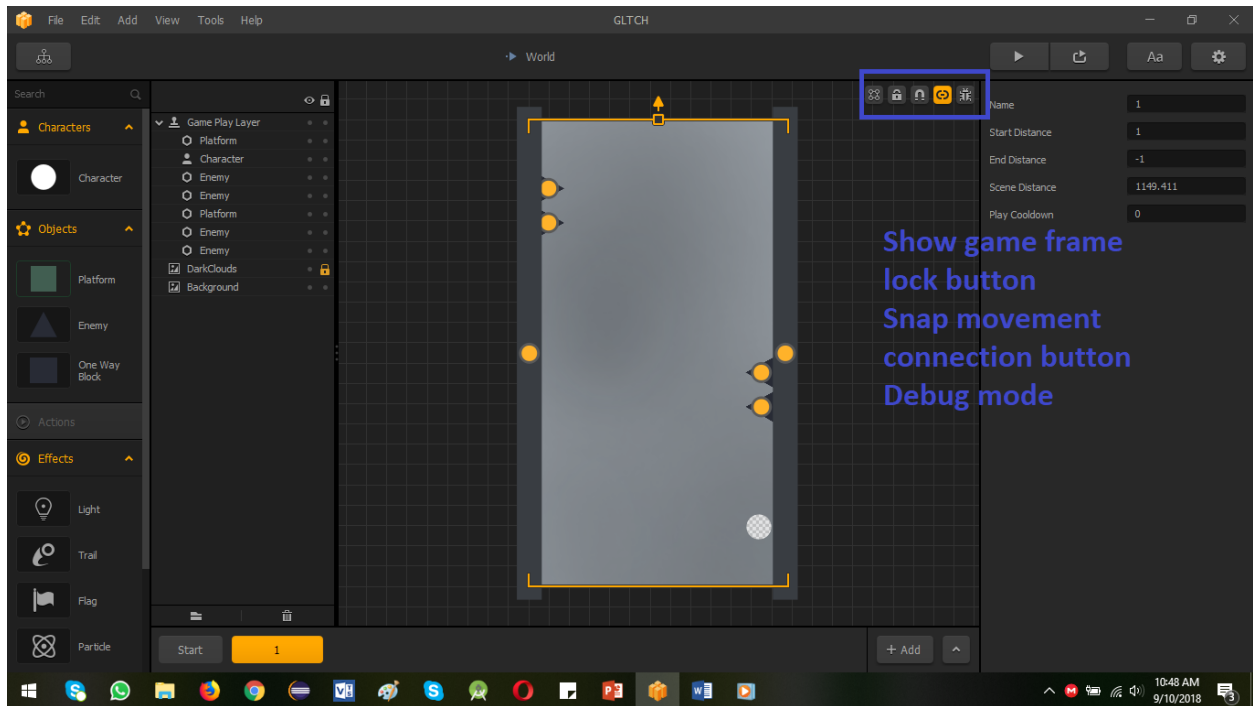 File Edit Add View Tools Help
GLTCH
World
Aa
Search
Characters
Character
Objects
Platform
Enemy
One Way
Block
Actions
Effects
Light
Trail
Flag
Particle
Game Play Layer
Platform
Character
Enemy
Enemy
Platform
Enemy
Enemy
DarkClouds
Background
Name 1
Start Distance 1
End Distance -1
Scene Distance 1149.411
Play Cooldown 0
Show game frame
lock button
Snap movement
connection button
Debug mode
Start 1
+ Add
10:48 AM
9/10/2018
3